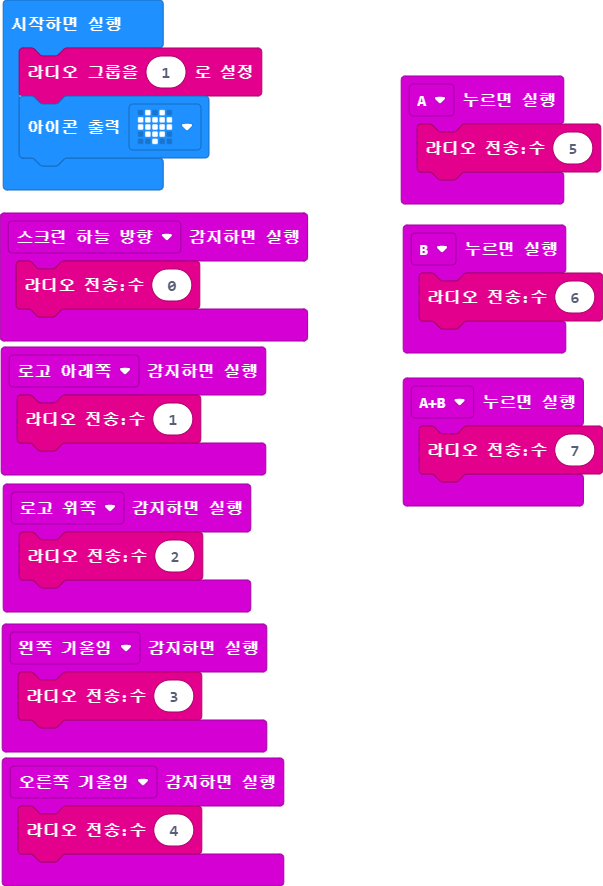 시작하면 실행
라디오 그룹을 1 로 설정
아이콘 출력
스크린 하늘 방향 감지하면 실행
라디오 전송:수 0
로고 아래쪽 감지하면 실행
라디오 전송:수 1
로고 위쪽 감지하면 실행
라디오 전송:수 2
왼쪽 기울임 감지하면 실행
라디오 전송:수 3
오른쪽 기울임 감지하면 실행
라디오 전송:수 4
A 누르면 실행
라디오 전송:수 5
B 누르면 실행
라디오 전송:수 6
A+B 누르면 실행
라디오 전송:수 7